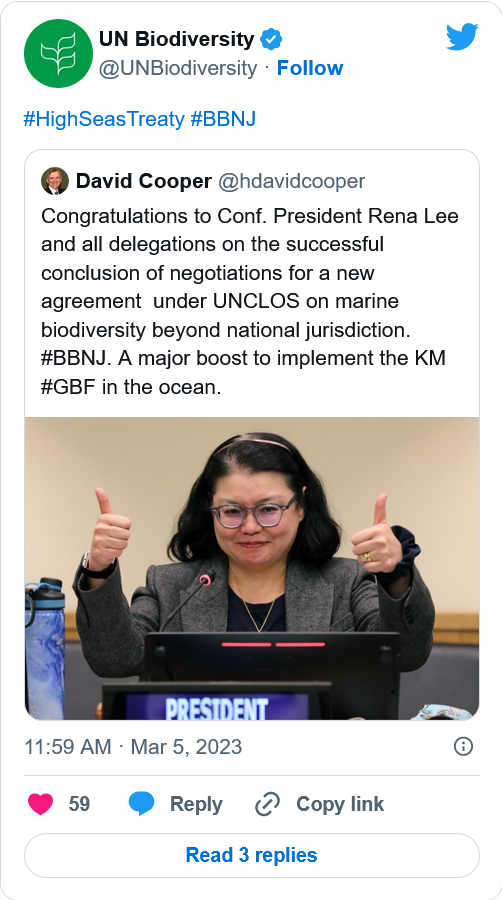 UN Biodiversity
@UNBiodiversity · Follow
#HighSeasTreaty #BBNJ
David Cooper @hdavidcooper
Congratulations to Conf. President Rena Lee
and all delegations on the successful
conclusion of negotiations for a new
agreement  under UNCLOS on marine
biodiversity beyond national jurisdiction.
#BBNJ. A major boost to implement the KM
#GBF in the ocean.
PRESIDENT
11:59 AM · Mar 5, 2023
59 Reply Copy link
Read 3 replies